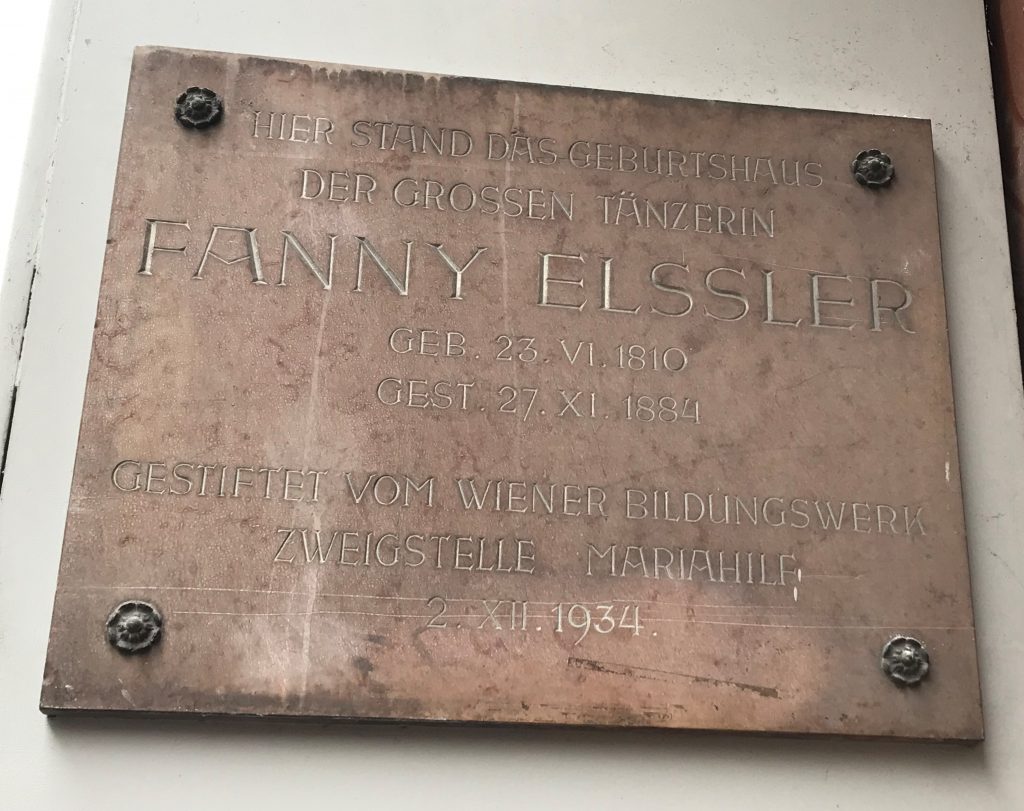 HIER STAND DAS GEBURTSHAUS
DER GROSSEN TÄNZERIN
FANNY ELSSLER
GEB. 23. VI. 1810
GEST. 27. XI. 1884
GESTIFTET VOM WIENER BILDUNGSWERK
ZWEIGSTELLE MARIAHILF
2. XII. 1934.